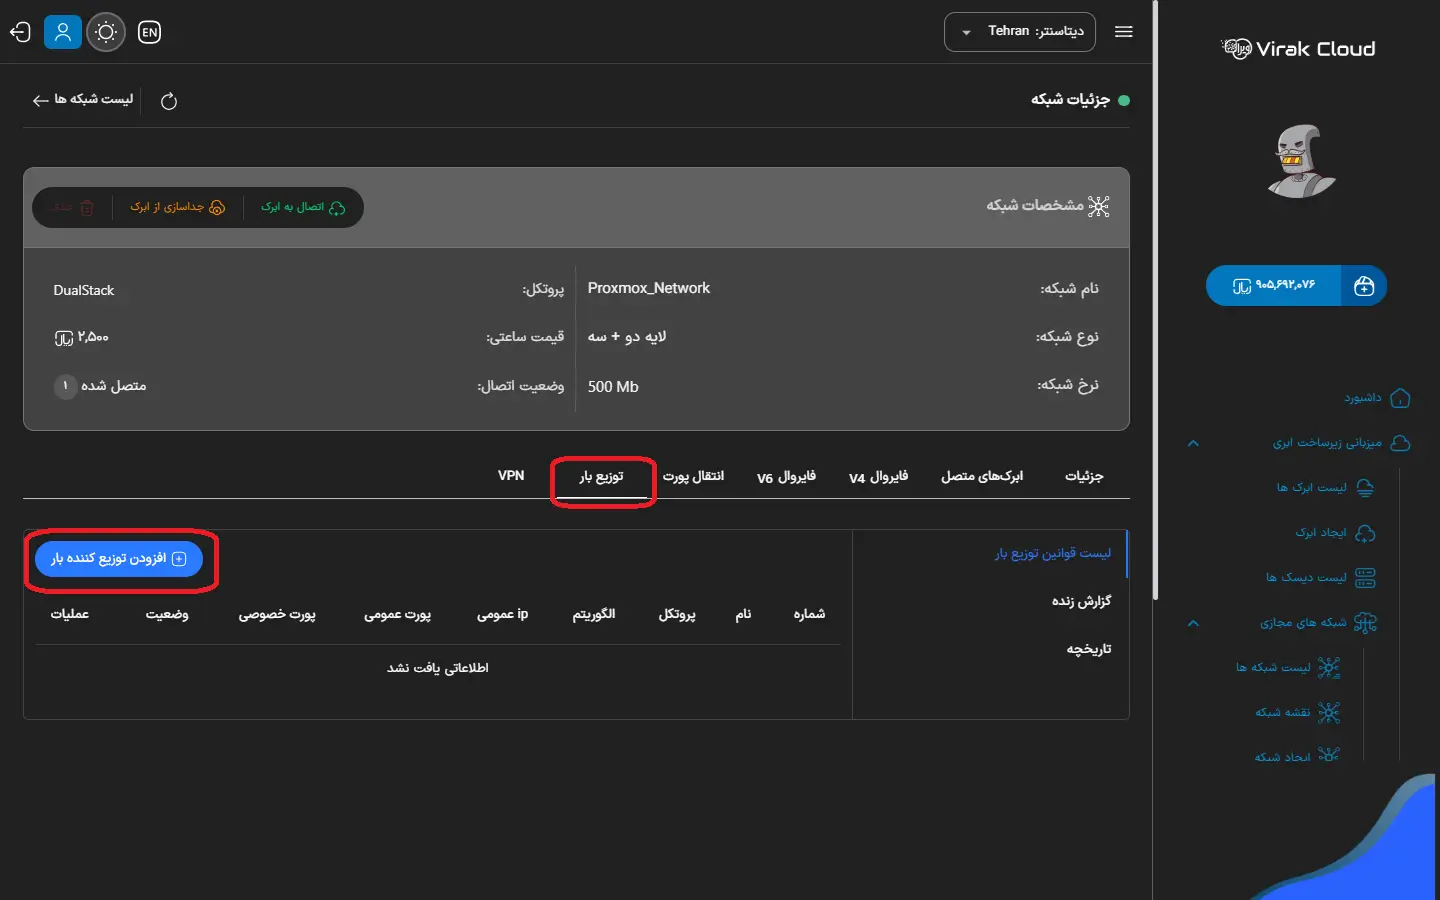 EN
دیتاسنتر: Tehran
Virak Cloud
جزئیات شبکه
لیست شبکه ها
مشخصات شبکه
اتصال به ابرک
جداسازی از ابرک
نام شبکه:
Proxmox_Network
پروتکل:
DualStack
نوع شبکه:
لایه دو + سه
قیمت ساعتی:
۲,۵۰۰
نرخ شبکه:
500 Mb
وضعیت اتصال:
متصل شده ۱
جزئیات
ابرک‌های متصل
فایروال V4
فایروال V6
انتقال پورت
توزیع بار
VPN
لیست قوانین توزیع بار
گزارش زنده
تاریخچه
افزودن توزیع کننده بار
شماره
نام
پروتکل
الگوریتم
ip عمومی
پورت عمومی
پورت خصوصی
وضعیت
عملیات
اطلاعاتی یافت نشد
۹۰۵,۶۹۲,۰۷۶
داشبورد
میزبانی زیرساخت ابری
لیست ابرک ها
ایجاد ابرک
لیست دیسک ها
شبکه های مجازی
لیست شبکه ها
نقشه شبکه
ایجاد شبکه